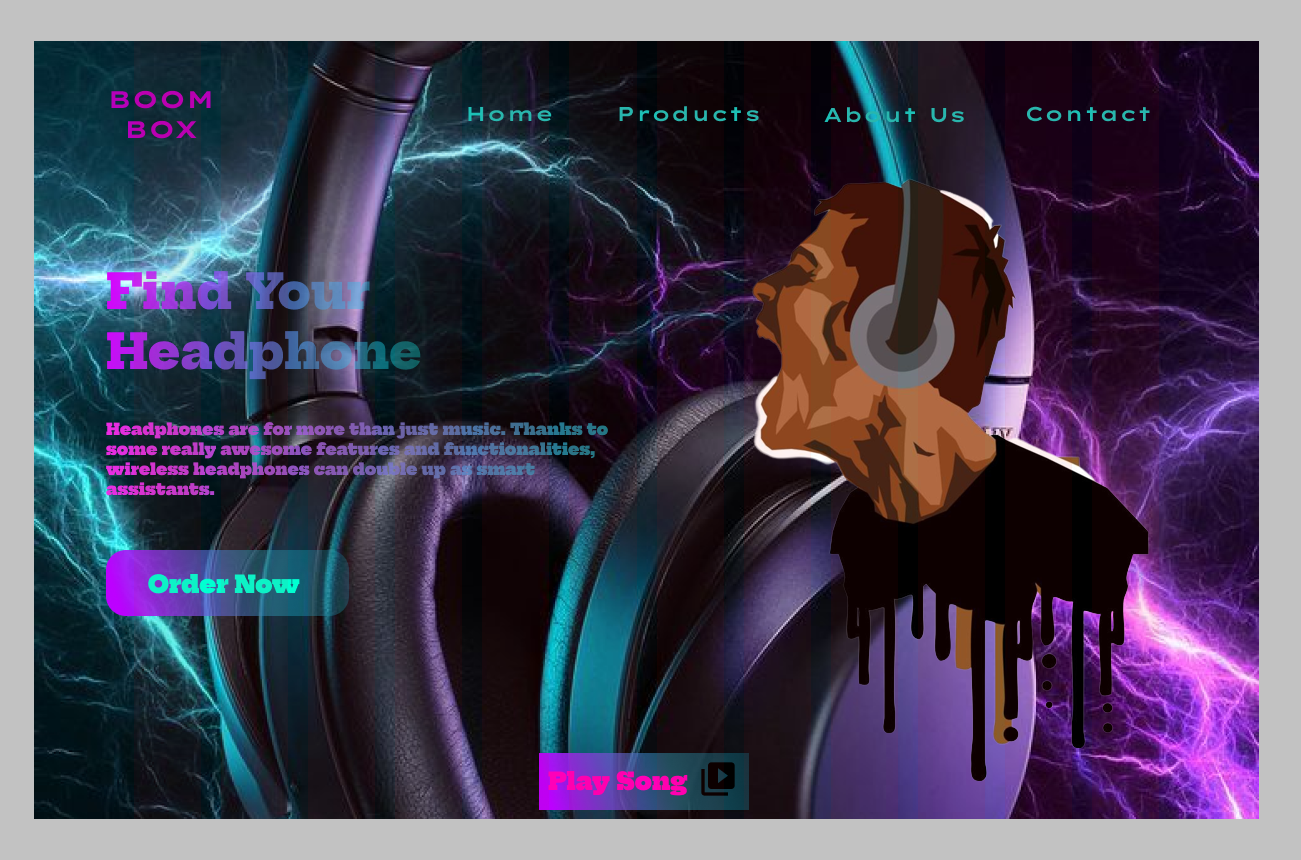 BOOM
BOX
Home Products About Us Contact
Find Your
Headphone
Headphones are for more than just music. Thanks to
some really awesome features and functionalities,
wireless headphones can double up as smart
assistants.
Order Now
Play Song